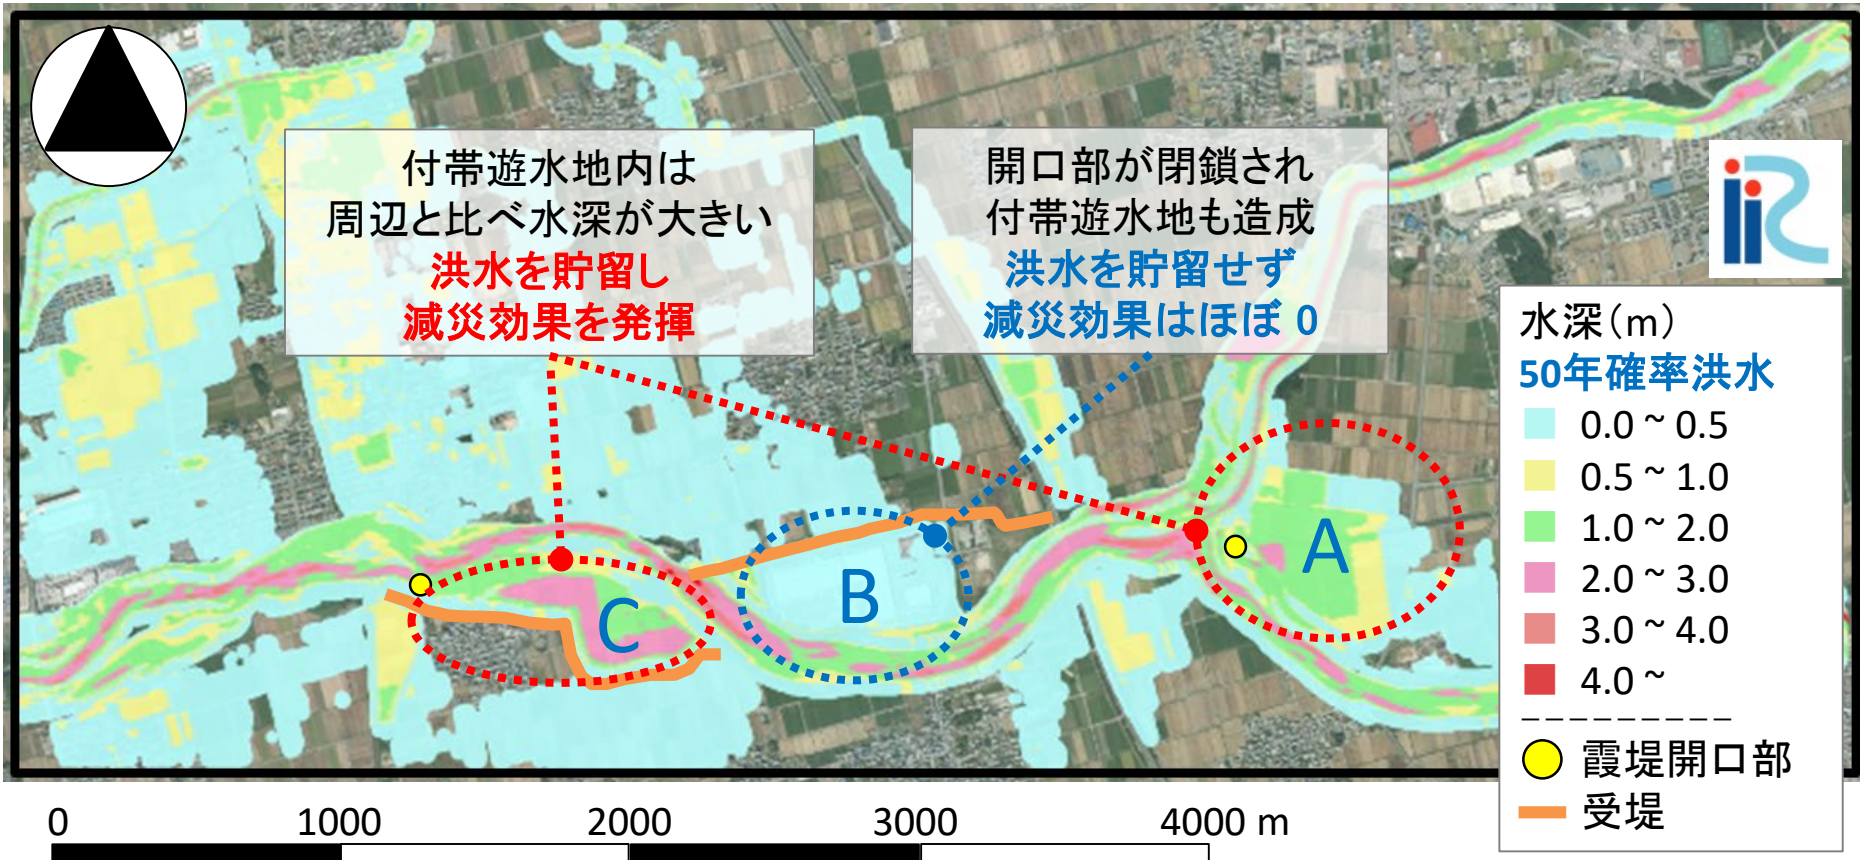 付帯遊水地内は
周辺と比べ水深が大きい
洪水を貯留し
減災効果を発揮
開口部が閉鎖され
付帯遊水地も造成
洪水を貯留せず
減災効果はほぼ 0
iRiC
水深(m)
50年確率洪水
0.0 ~ 0.5
0.5 ~ 1.0
1.0 ~ 2.0
2.0 ~ 3.0
3.0 ~ 4.0
4.0 ~
霞堤開口部
受堤
A
B
C
0 1000 2000 3000 4000 m